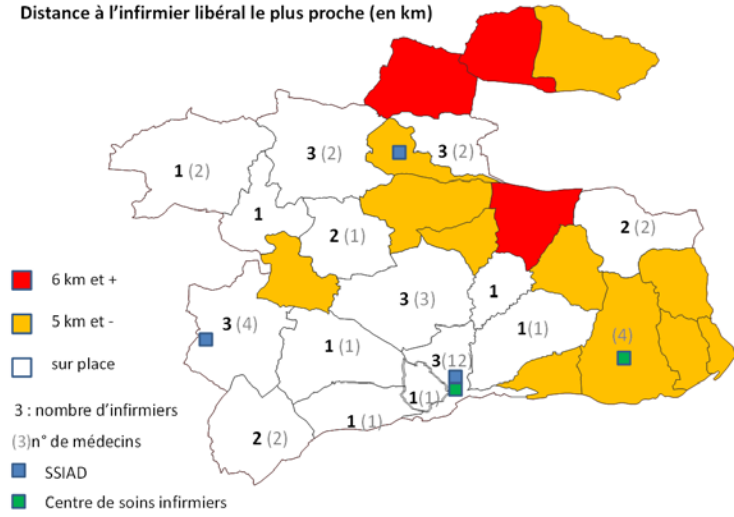 Distance à l'infirmier libéral le plus proche (en km)
3 (2)
3 (2)
1 (2)
1
2 (1)
2 (2)
6 km et +
5 km et -
sur place
3 (3)
1
3 (4)
1 (1)
1(1)
(4)
3(12)
1(1)
1 (1)
2 (2)
3 : nombre d'infirmiers
(3)n° de médecins
SSIAD
Centre de soins infirmiers